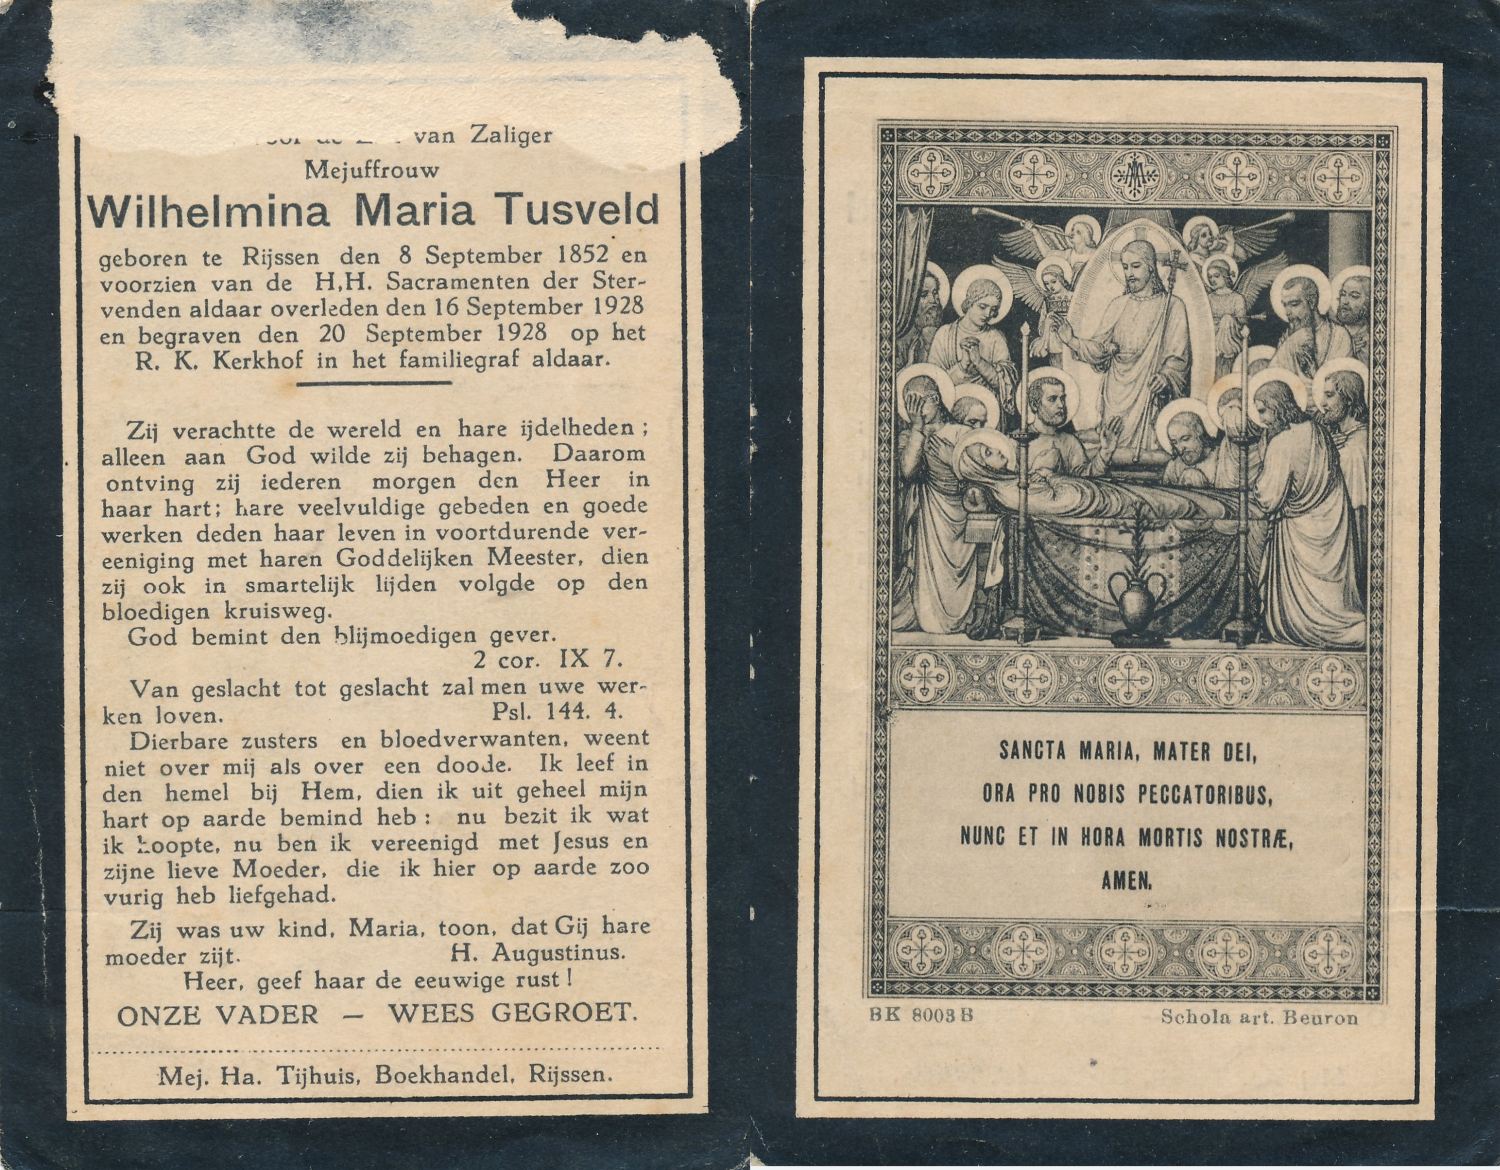 van Zaliger
Mejuffrouw
Wilhelmina Maria Tusveld
geboren te Rijssen den 8 September 1852 en
voorzien van de H.H. Sacramenten der Ster-
venden aldaar overleden den 16 September 1928
en begraven den 20 September 1928 op het
R. K. Kerkhof in het familiegraf aldaar.
Zij verachtte de wereld en hare ijdelheden;
alleen aan God wilde zij behagen. Daarom
ontving zij iederen morgen den Heer in
haar hart; hare veelvuldige gebeden en goede
werken deden haar leven in voortdurende ver-
eeniging met haren Goddelijken Meester, dien
zij ook in smartelijk lijden volgde op den
bloedigen kruisweg.
God bemint den blijmoedigen gever.
2 cor. IX 7.
Van geslacht tot geslacht zal men uwe wer-
ken loven. Psl. 144. 4.
Dierbare zusters en bloedverwanten, weent
niet over mij als over een doode. Ik leef in
den hemel bij Hem, dien ik uit geheel mijn
hart op aarde bemind heb: nu bezit ik wat
ik hoopte, nu ben ik vereenigd met Jesus en
zijne lieve Moeder, die ik hier op aarde zoo
vurig heb liefgehad.
Zij was uw kind, Maria, toon, dat Gij hare
moeder zijt. H. Augustinus.
Heer, geef haar de eeuwige rust!
ONZE VADER — WEES GEGROET.
Mej. Ha. Tijhuis, Boekhandel, Rijssen.
SANCTA MARIA, MATER DEI,
ORA PRO NOBIS PECCATORIBUS,
NUNC ET IN HORA MORTIS NOSTRÆ,
AMEN.
BK 8003 B Schola art. Beuron